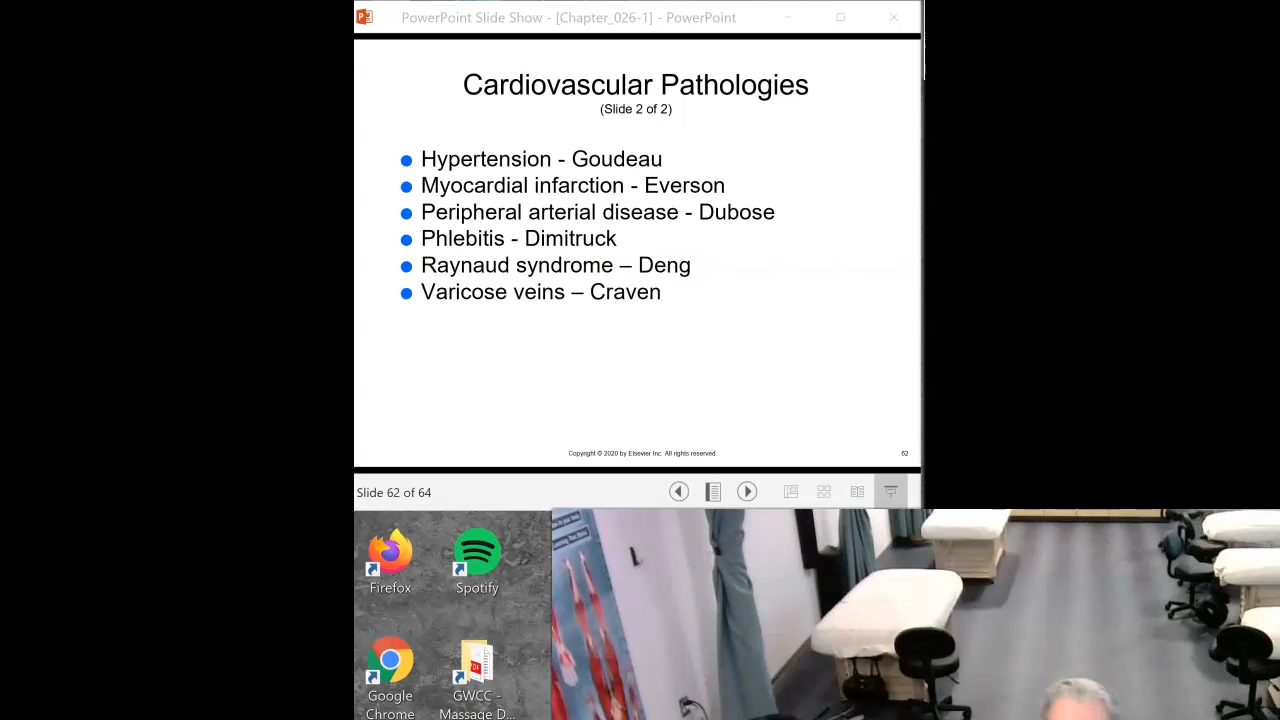 PowerPoint Slide Show - [Chapter_026-1] - PowerPoint
Cardiovascular Pathologies
(Slide 2 of 2)
Hypertension - Goudeau
Myocardial infarction - Everson
Peripheral arterial disease - Dubose
Phlebitis - Dimitruck
Raynaud syndrome – Deng
Varicose veins – Craven
Copyright © 2020 by Elsevier Inc. All rights reserved.
62
Slide 62 of 64
Firefox
Spotify
Google
Chrome
GWCC -
Massage D...